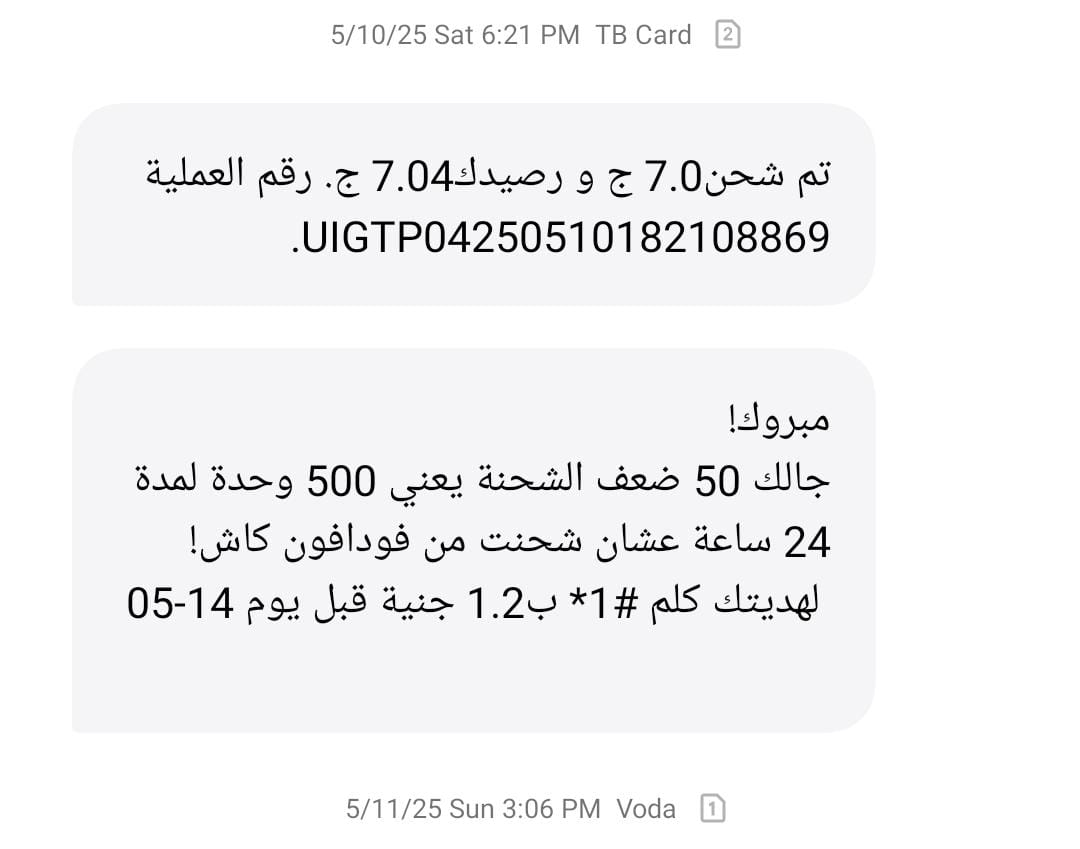 5/10/25 Sat 6:21 PM TB Card 2
تم شحن7.0 ج و رصيدك7.04 ج. رقم العملية
UIGTP04250510182108869.
مبروك!
جالك 50 ضعف الشحنة يعني 500 وحدة لمدة
24 ساعة عشان شحنت من فودافون كاش!
لهديتك كلم #1* ب1.2 جنية قبل يوم 14-05
5/11/25 Sun 3:06 PM Voda 1